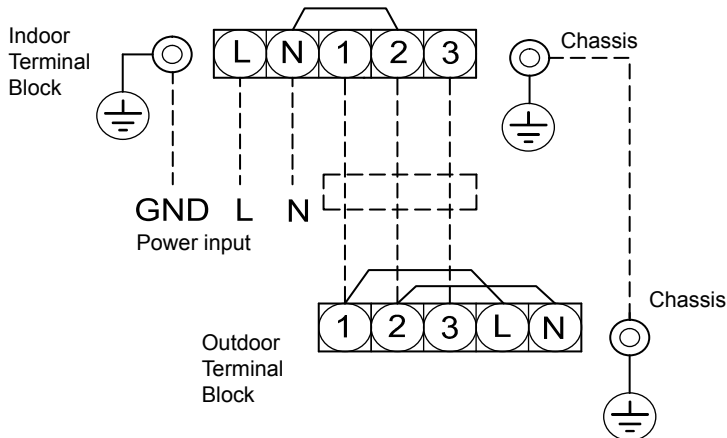 Indoor
Terminal
Block
L N 1 2 3
Chassis
GND L N
Power input
Chassis
1 2 3 L N
Outdoor
Terminal
Block